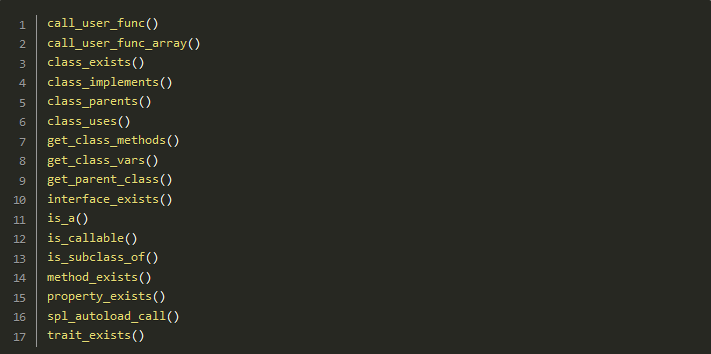 1 call_user_func()
2 call_user_func_array()
3 class_exists()
4 class_implements()
5 class_parents()
6 class_uses()
7 get_class_methods()
8 get_class_vars()
9 get_parent_class()
10 interface_exists()
11 is_a()
12 is_callable()
13 is_subclass_of()
14 method_exists()
15 property_exists()
16 spl_autoload_call()
17 trait_exists()